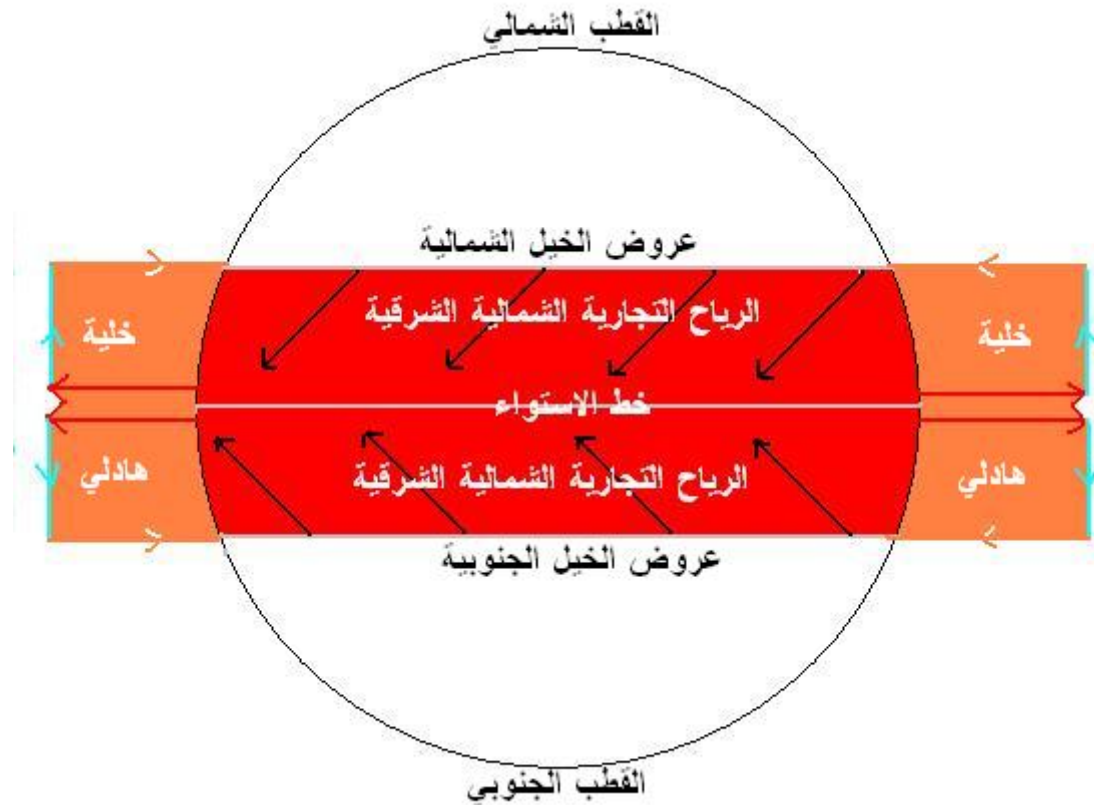 القطب الشمالي
عروض الخيل الشمالية
الرياح التجارية الشمالية الشرقية
خلية
خلية
خط الاستواء
الرياح التجارية الشمالية الشرقية
هادلي
هادلي
عروض الخيل الجنوبية
القطب الجنوبي